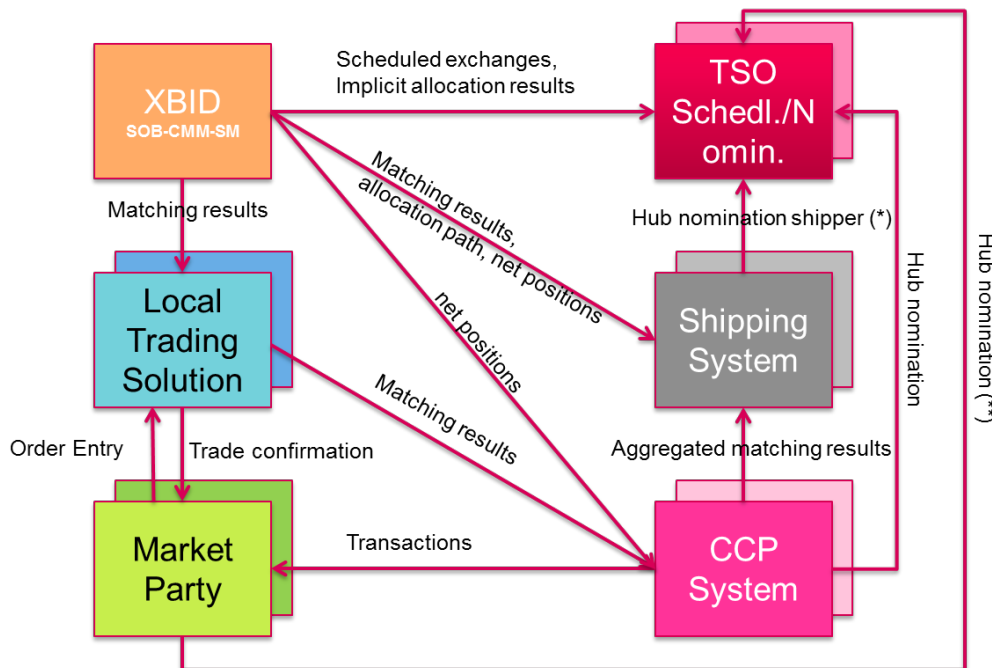 XBID
SOB-CMM-SM
Scheduled exchanges,
Implicit allocation results
TSO
Schedl./N
omin.
Matching results
Matching results,
allocation path, net positions
Hub nomination shipper (*)
Local
Trading
Solution
net positions
Shipping
System
Hub nomination
Hub nomination (**)
Matching results
Order Entry
Trade confirmation
Aggregated matching results
Market
Party
Transactions
CCP
System